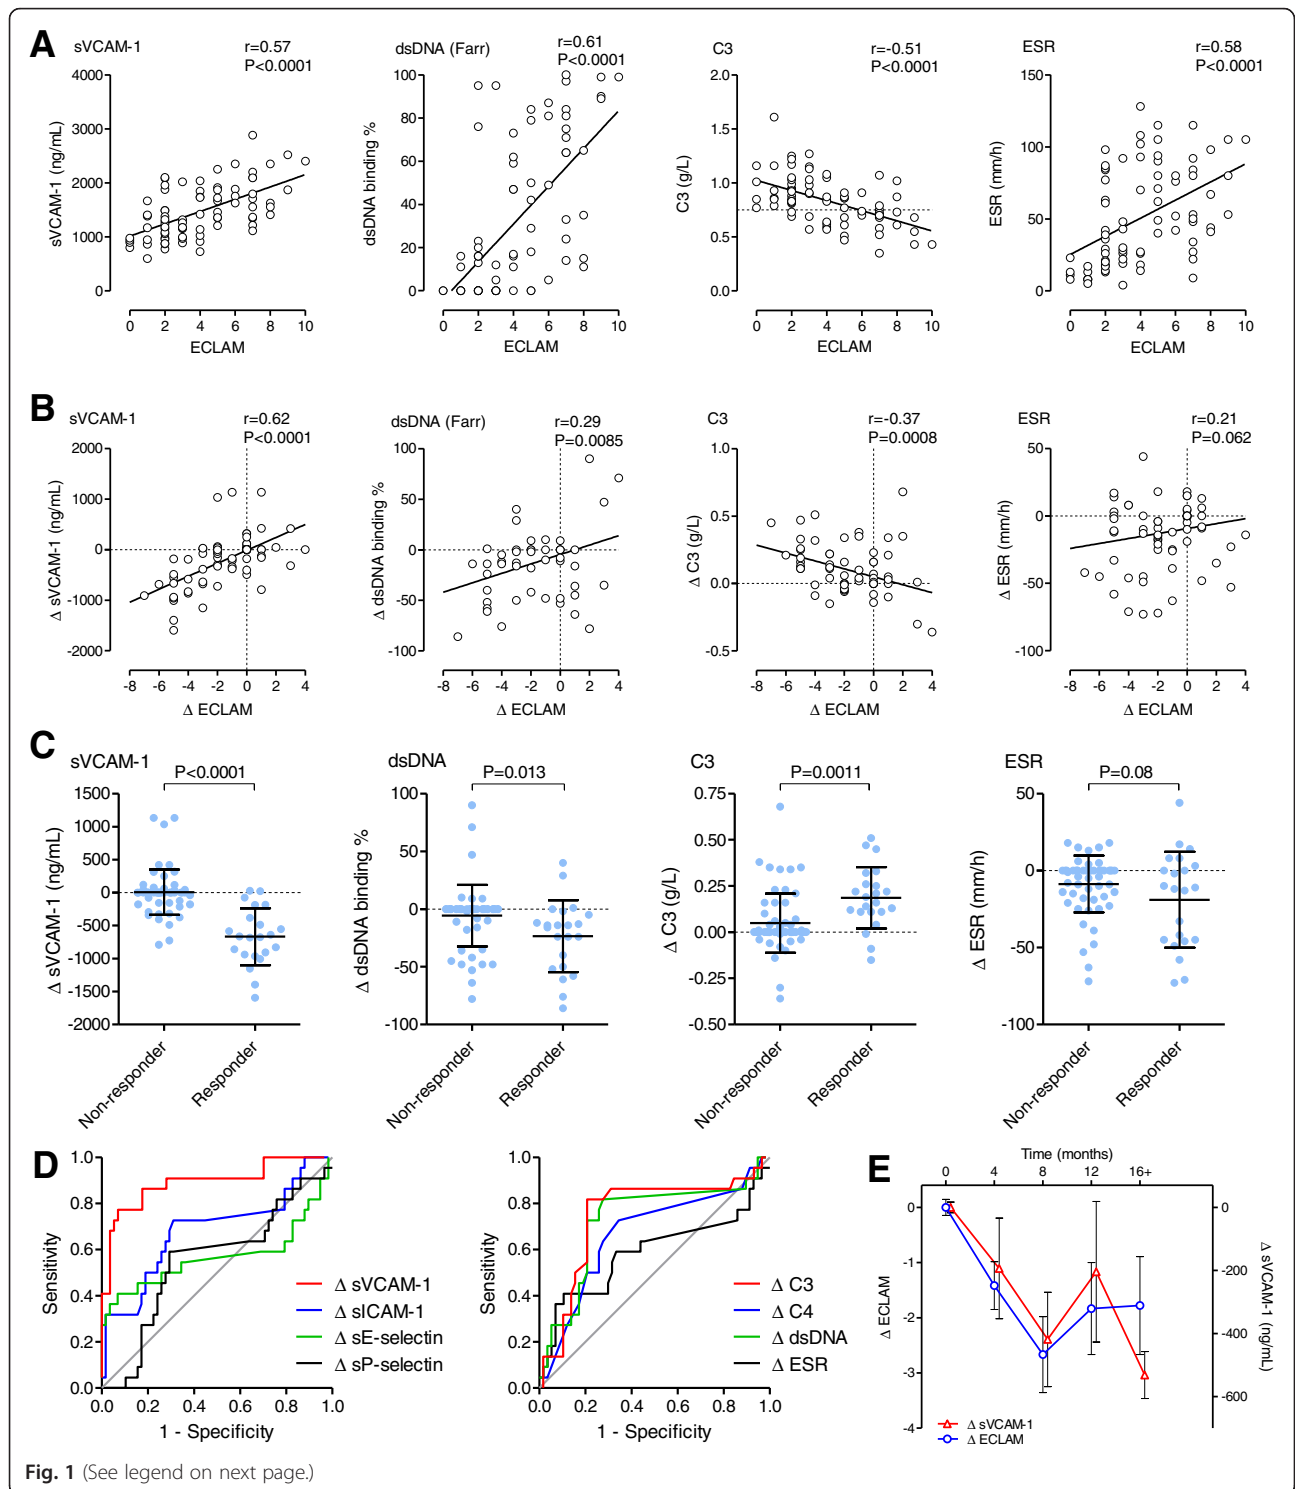 A
sVCAM-1
r=0.57
P<0.0001
sVCAM-1 (ng/mL)
4000
3000
2000
1000
0
0 2 4 6 8 10
ECLAM
dsDNA (Farr)
r=0.61
P<0.0001
dsDNA binding %
100
80
60
40
20
0
0 2 4 6 8 10
ECLAM
C3
r=-0.51
P<0.0001
C3 (g/L)
2.0
1.5
1.0
0.5
0.0
0 2 4 6 8 10
ECLAM
ESR
r=0.58
P<0.0001
ESR (mm/h)
150
100
50
0
0 2 4 6 8 10
ECLAM
B
sVCAM-1
r=0.62
P<0.0001
Δ sVCAM-1 (ng/mL)
2000
1000
0
-1000
-2000
-8 -6 -4 -2 0 2 4
Δ ECLAM
dsDNA (Farr)
r=0.29
P=0.0085
Δ dsDNA binding %
100
50
0
-50
-100
-8 -6 -4 -2 0 2 4
Δ ECLAM
C3
r=-0.37
P=0.0008
Δ C3 (g/L)
1.0
0.5
0.0
-0.5
-8 -6 -4 -2 0 2 4
Δ ECLAM
ESR
r=0.21
P=0.062
Δ ESR (mm/h)
50
0
-50
-100
-8 -6 -4 -2 0 2 4
Δ ECLAM
C
sVCAM-1
P<0.0001
Δ sVCAM-1 (ng/mL)
1500
1000
500
0
-500
-1000
-1500
-2000
Non-responder
Responder
dsDNA
P=0.013
Δ dsDNA binding %
100
50
0
-50
-100
Non-responder
Responder
C3
P=0.0011
Δ C3 (g/L)
0.75
0.50
0.25
0.00
-0.25
-0.50
Non-responder
Responder
ESR
P=0.08
Δ ESR (mm/h)
50
0
-50
-100
Non-responder
Responder
D
Sensitivity
1.0
0.8
0.6
0.4
0.2
0.0
0.0 0.2 0.4 0.6 0.8 1.0
1 - Specificity
Δ sVCAM-1
Δ sICAM-1
Δ sE-selectin
Δ sP-selectin
Sensitivity
1.0
0.8
0.6
0.4
0.2
0.0
0.0 0.2 0.4 0.6 0.8 1.0
1 - Specificity
Δ C3
Δ C4
Δ dsDNA
Δ ESR
E
Time (months)
0 4 8 12 16+
Δ ECLAM
0
-1
-2
-3
-4
0
-200
-400
-600
Δ sVCAM-1
(ng/mL)
Δ sVCAM-1
Δ ECLAM
Fig. 1 (See legend on next page.)